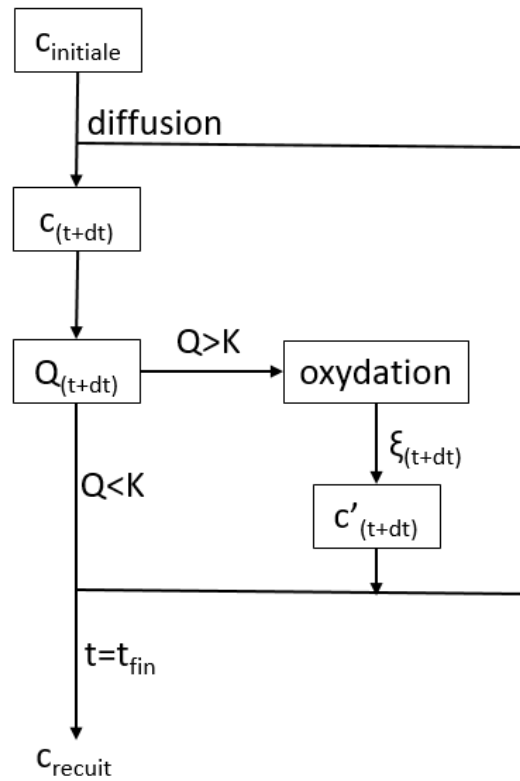 c_initiale
diffusion
c_(t+dt)
Q>K
Q_(t+dt)
oxydation
ξ_(t+dt)
Q<K
c’_(t+dt)
t=t_fin
c_recuit